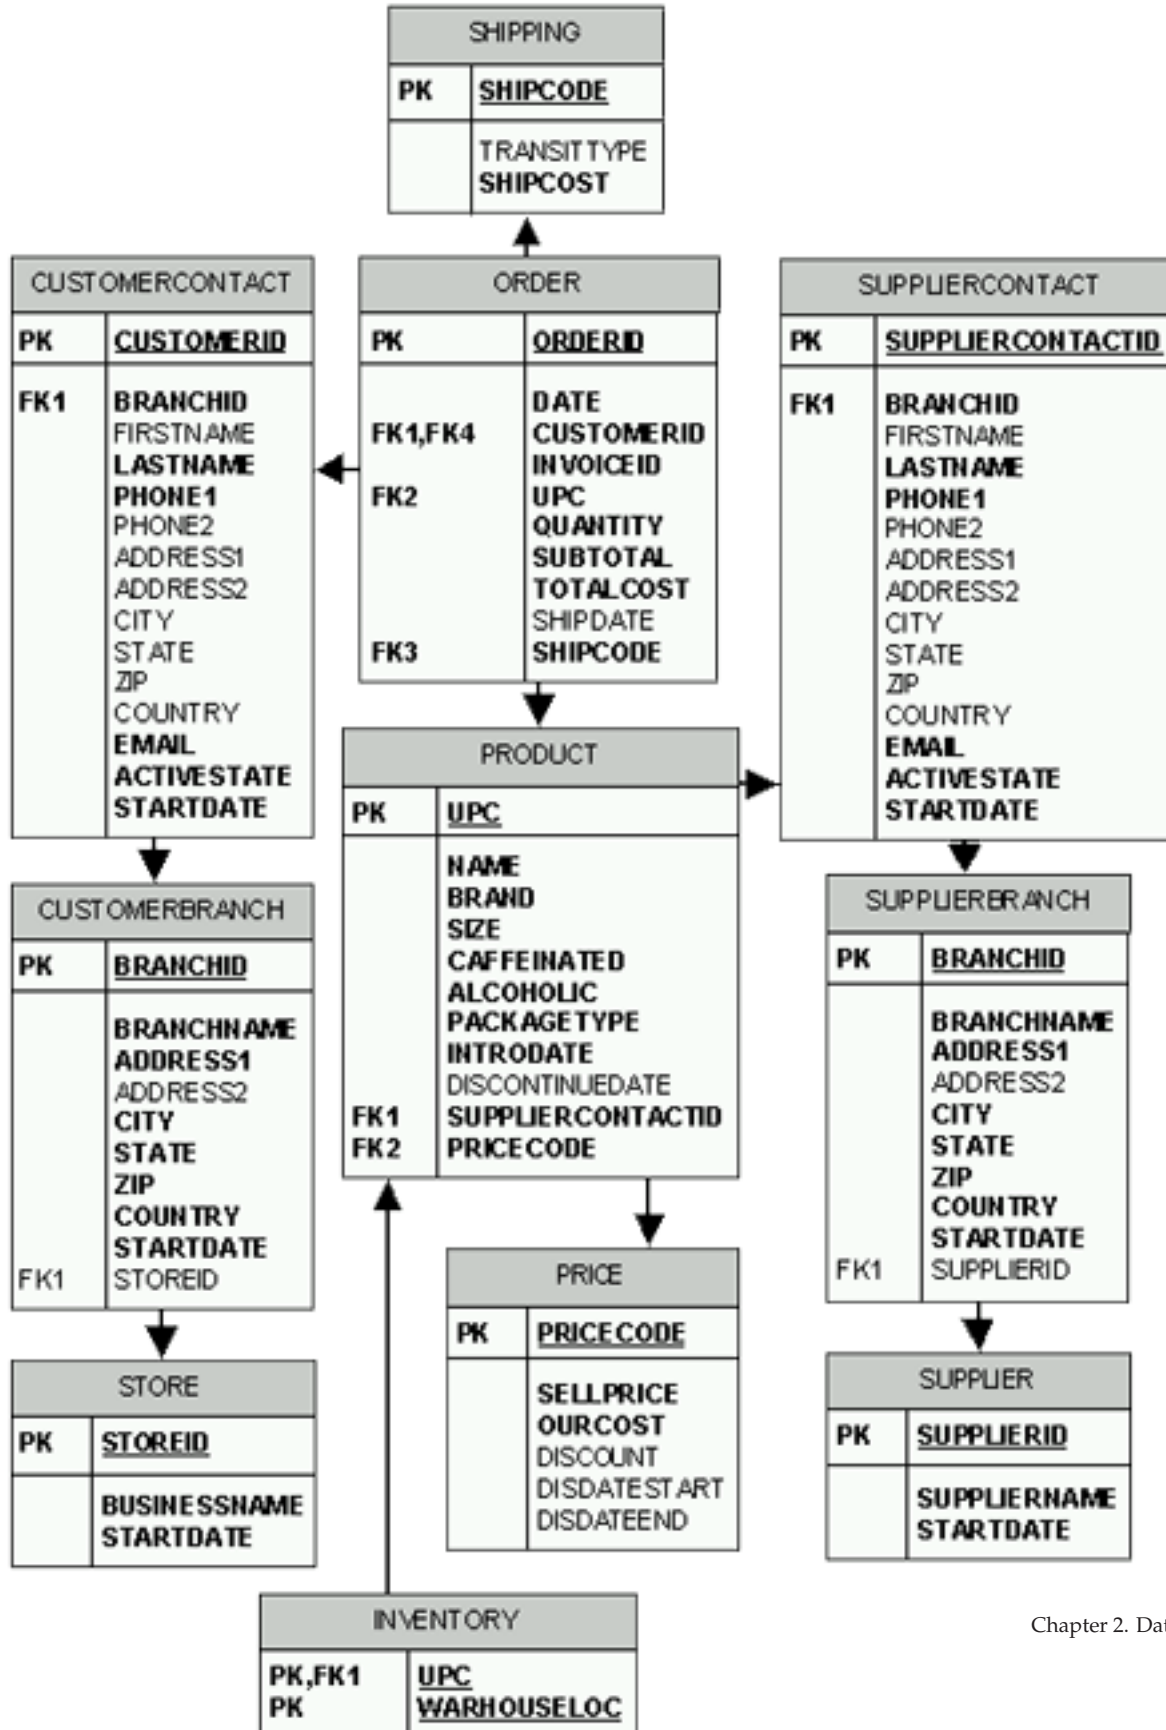 SHIPPING
PK SHIPCODE
TRANSITTYPE
SHIPCOST
CUSTOMERCONTACT
PK CUSTOMERID
FK1 BRANCHID
FIRSTNAME
LASTNAME
PHONE1
PHONE2
ADDRESS1
ADDRESS2
CITY
STATE
ZIP
COUNTRY
EMAIL
ACTIVESTATE
STARTDATE
ORDER
PK ORDERID
DATE
FK1,FK4 CUSTOMERID
INVOICEID
FK2 UPC
QUANTITY
SUBTOTAL
TOTALCOST
SHIPDATE
FK3 SHIPCODE
SUPPLIERCONTACT
PK SUPPLIERCONTACTID
FK1 BRANCHID
FIRSTNAME
LASTNAME
PHONE1
PHONE2
ADDRESS1
ADDRESS2
CITY
STATE
ZIP
COUNTRY
EMAIL
ACTIVESTATE
STARTDATE
PRODUCT
PK UPC
NAME
BRAND
SIZE
CAFFEINATED
ALCOHOLIC
PACKAGETYPE
INTRODATE
DISCONTINUEDATE
FK1 SUPPLIERCONTACTID
FK2 PRICECODE
CUSTOMERBRANCH
PK BRANCHID
BRANCHNAME
ADDRESS1
ADDRESS2
CITY
STATE
ZIP
COUNTRY
STARTDATE
FK1 STOREID
SUPPLIERBRANCH
PK BRANCHID
BRANCHNAME
ADDRESS1
ADDRESS2
CITY
STATE
ZIP
COUNTRY
STARTDATE
FK1 SUPPLIERID
PRICE
PK PRICECODE
SELLPRICE
OURCOST
DISCOUNT
DISDATESTART
DISDATEEND
STORE
PK STOREID
BUSINESSNAME
STARTDATE
SUPPLIER
PK SUPPLIERID
SUPPLIERNAME
STARTDATE
INVENTORY
PK,FK1 UPC
PK WARHOUSELOC
Chapter 2. Dat